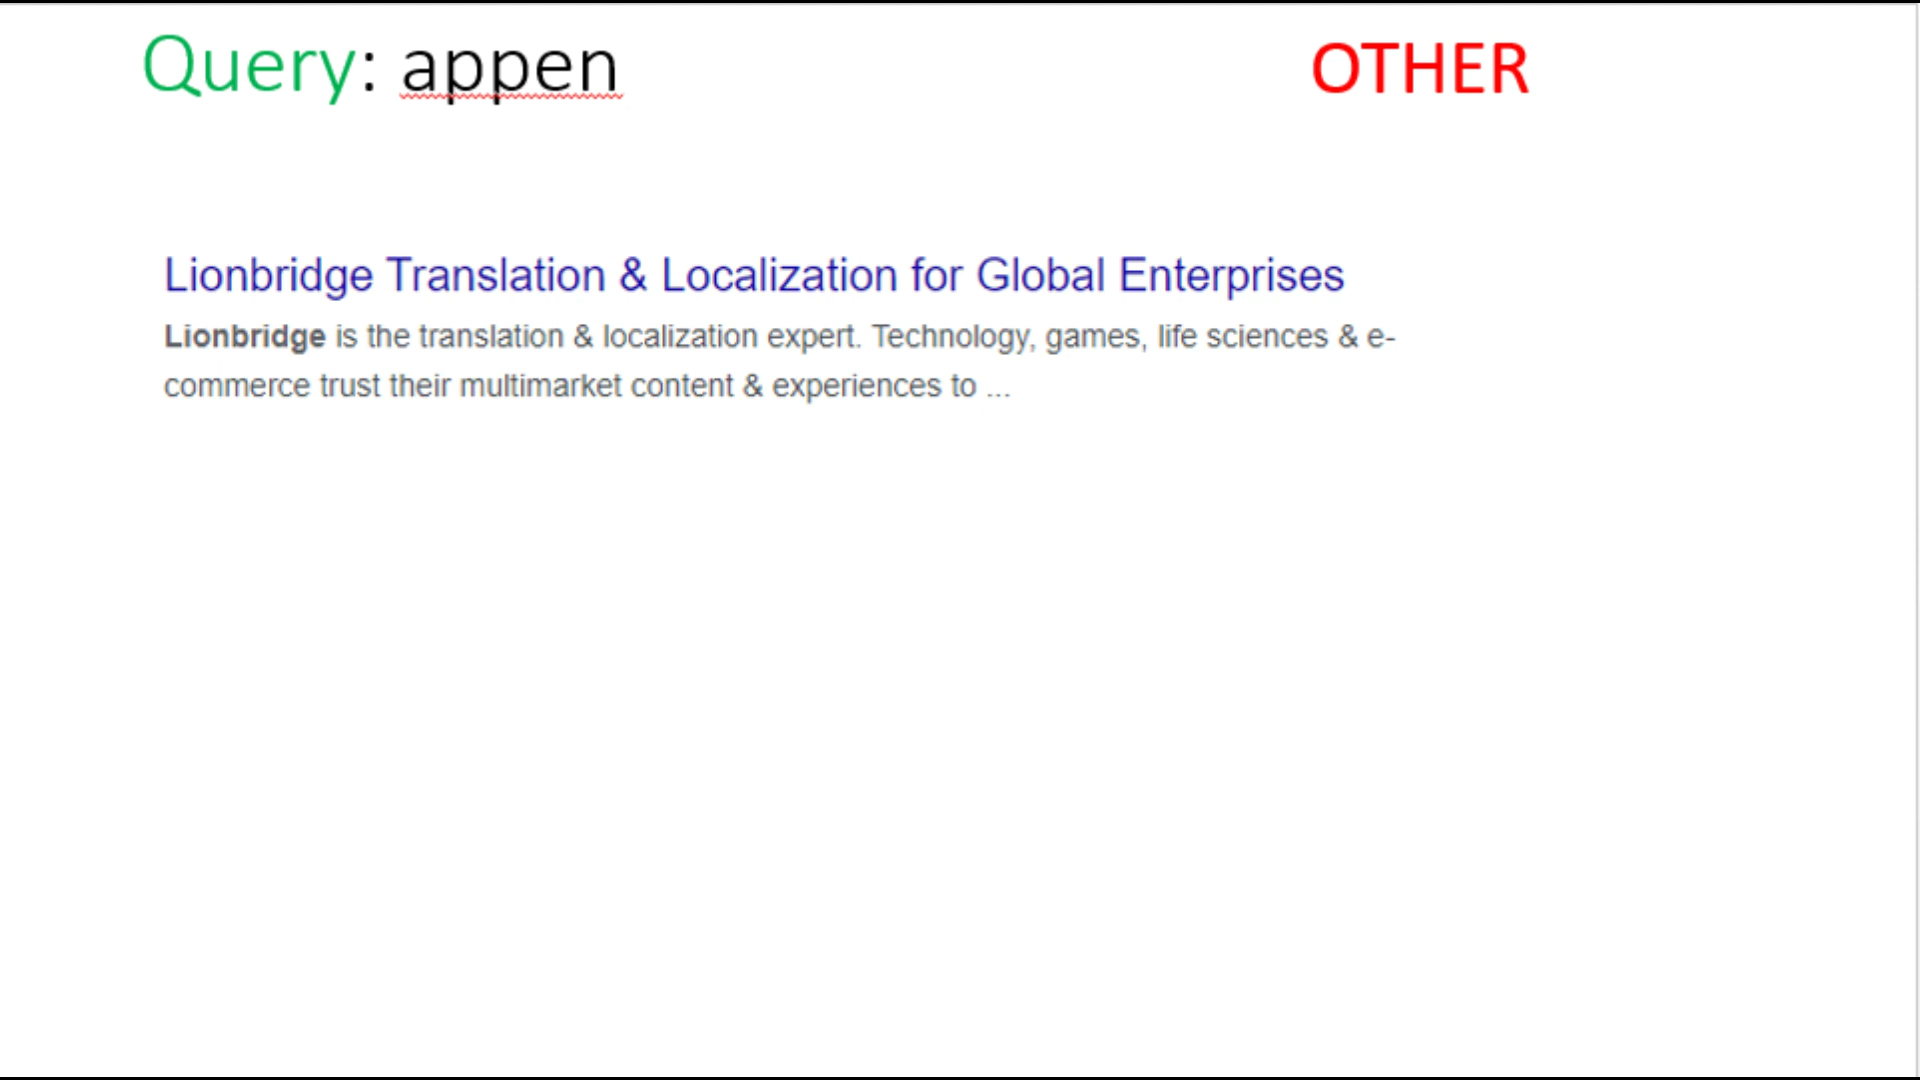 Query: appen
OTHER
Lionbridge Translation & Localization for Global Enterprises
Lionbridge is the translation & localization expert. Technology, games, life sciences & e-
commerce trust their multimarket content & experiences to ...